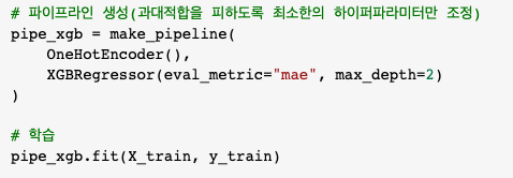 # 파이프라인 생성(과대적합을 피하도록 최소한의 하이퍼파라미터만 조정)
pipe_xgb = make_pipeline(
    OneHotEncoder(),
    XGBRegressor(eval_metric="mae", max_depth=2)
)
# 학습
pipe_xgb.fit(X_train, y_train)